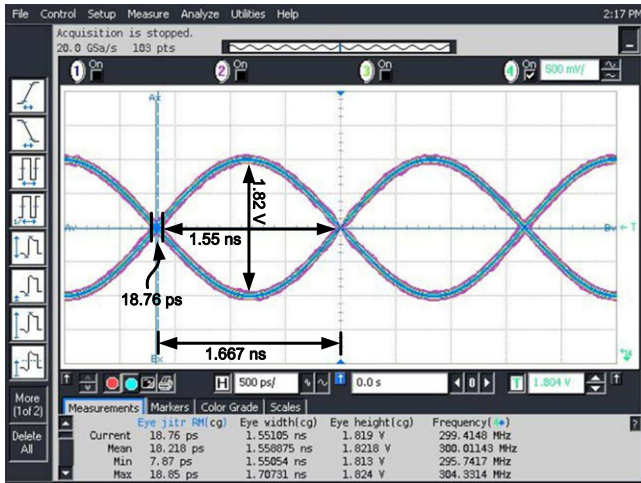 File Control Setup Measure Analyze Utilities Help 2:17 PM
Acquisition is stopped.
20.0 GSa/s 103 pts
1 On 2 On 3 On 4 On 500 mV/
Ax
1.82 V
Av Bv T
1.55 ns
18.76 ps
1.667 ns
Bx
More
(1 of 2)
Delete
All
H 500 ps/ 0.0 s 0 T 1.804 V
Measurements Markers Color Grade Scales
Eye jitr RM(cg) Eye width(cg) Eye height(cg) Frequency(4)
Current 18.76 ps 1.55105 ns 1.819 V 299.4148 MHz
Mean 18.218 ps 1.558875 ns 1.8218 V 300.01143 MHz
Min 7.87 ps 1.55054 ns 1.813 V 295.7417 MHz
Max 18.85 ps 1.70731 ns 1.824 V 304.3314 MHz